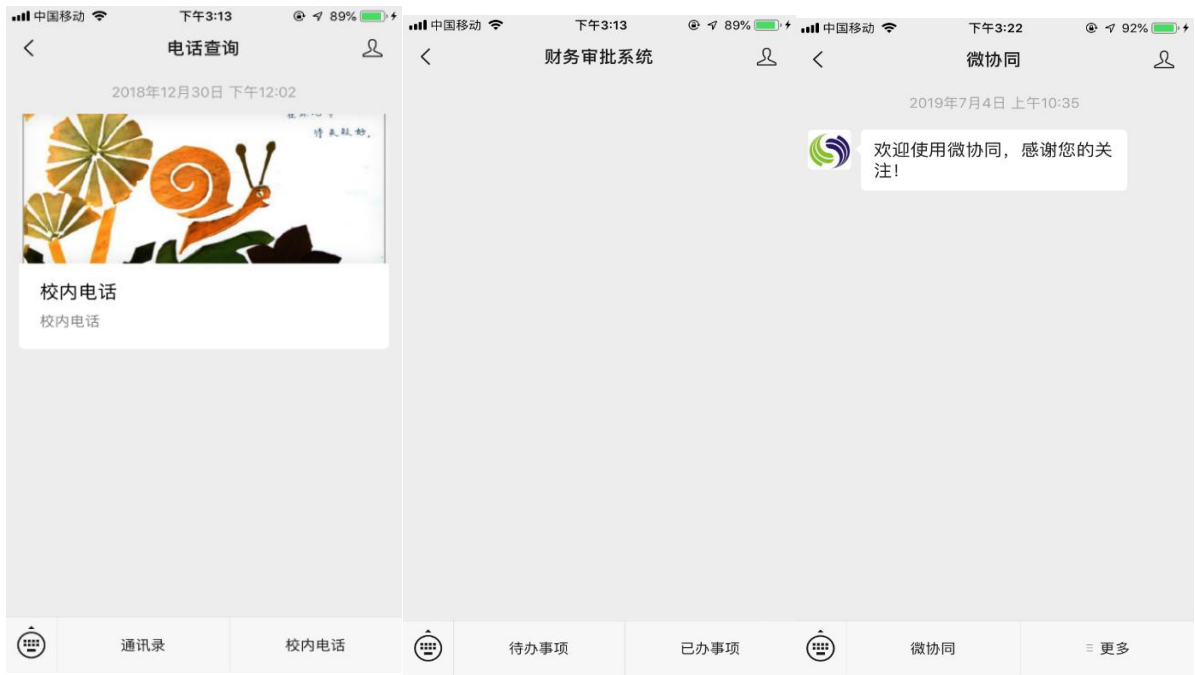 中国移动 下午3:13 89%
电话查询
2018年12月30日 下午12:02
校内电话
校内电话
通讯录 校内电话
中国移动 下午3:13 89%
财务审批系统
待办事项 已办事项
中国移动 下午3:22 92%
微协同
2019年7月4日 上午10:35
欢迎使用微协同，感谢您的关
注！
微协同 更多